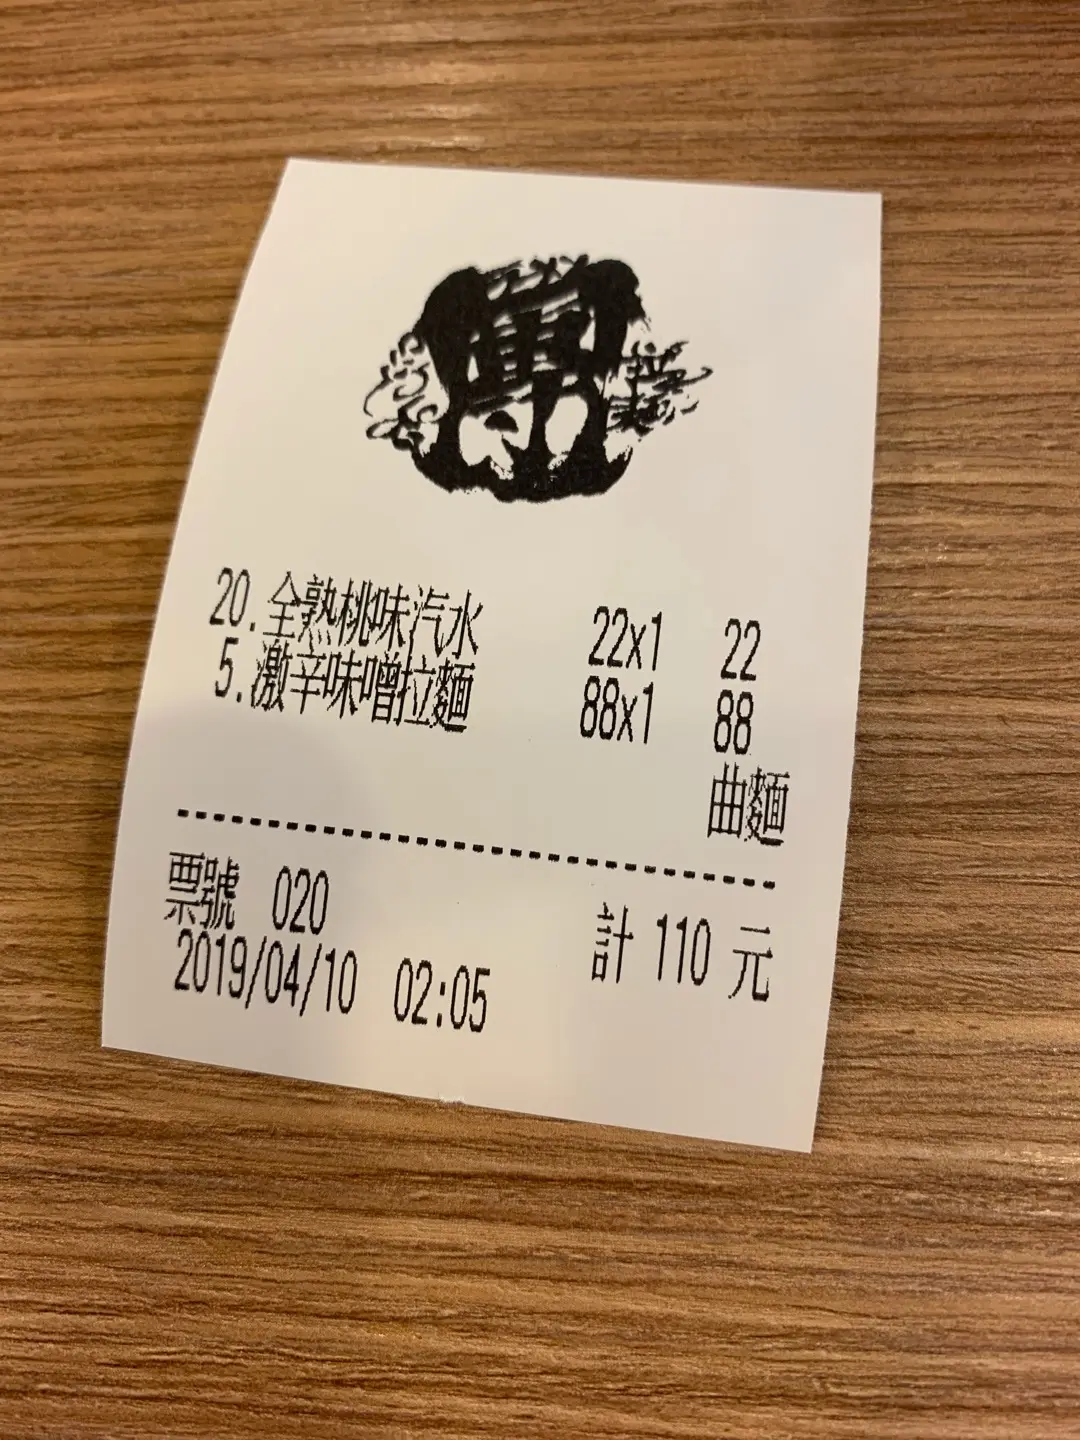 20.全熟桃味汽水 22x1 22
5.激辛味噌拉麵 88x1 88
曲麵
票號 020 計 110 元
2019/04/10 02:05